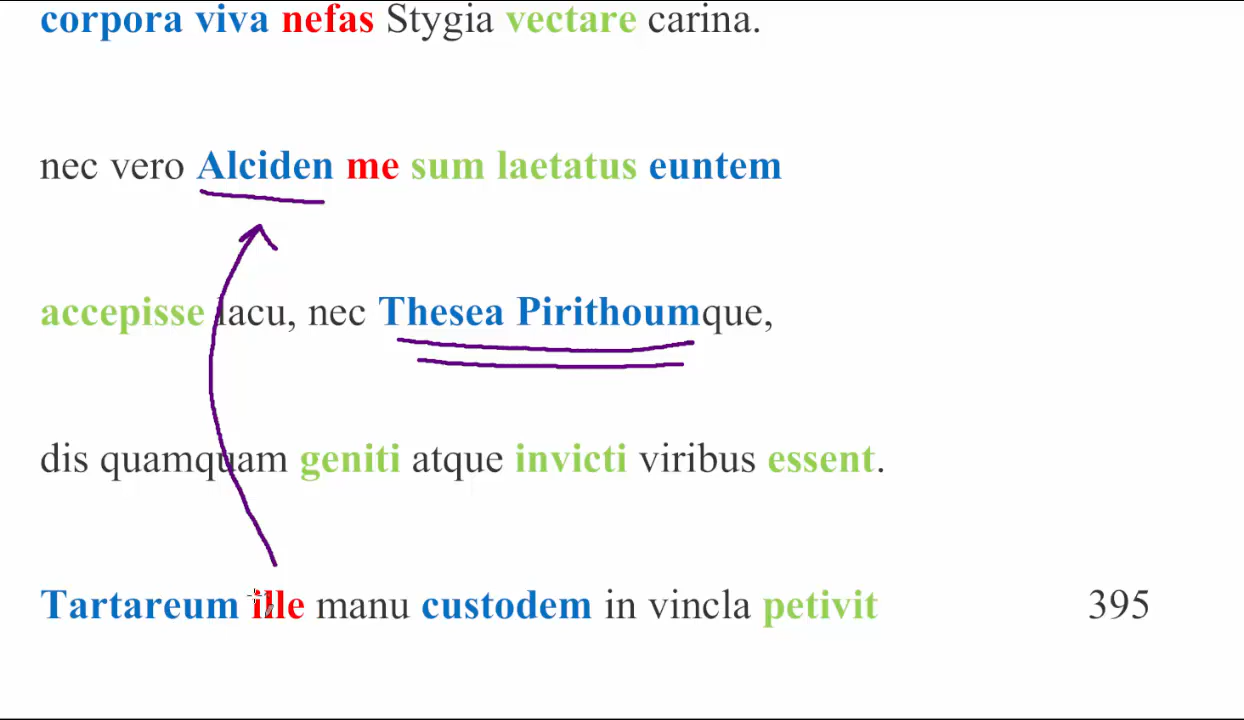 corpora viva nefas Stygia vectare carina.
nec vero Alciden me sum laetatus euntem
accepisse lacu, nec Thesea Pirithoumque,
dis quamquam geniti atque invicti viribus essent.
Tartareum ille manu custodem in vincla petivit 395